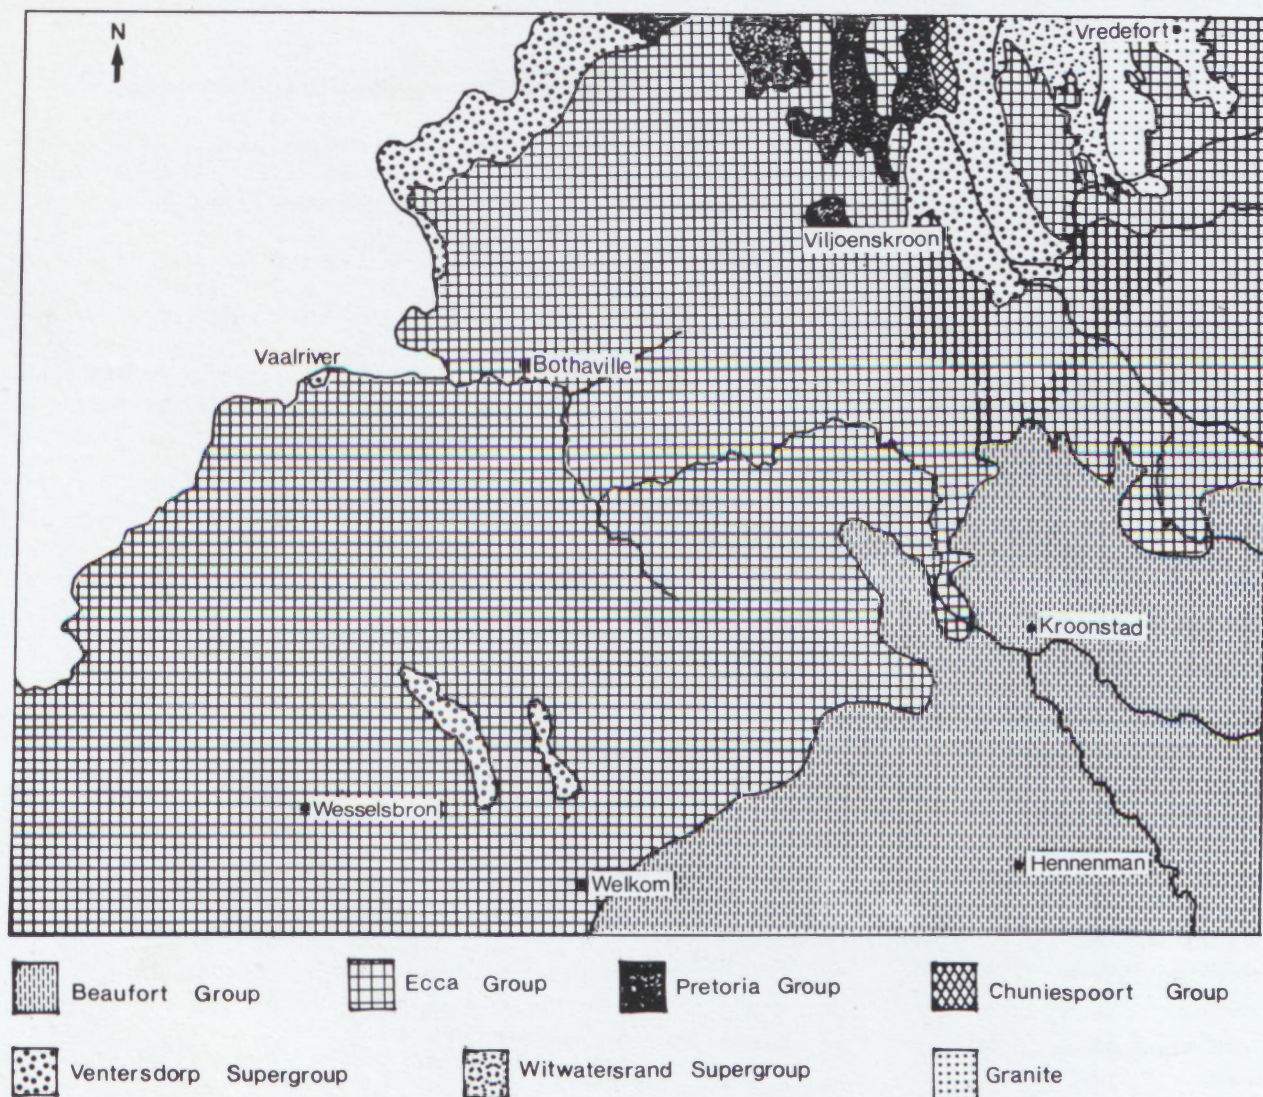 N
Vredefort
Viljoenskroon
Vaalriver
Bothaville
Kroonstad
Wesselsbron
Hennenman
Welkom
Beaufort Group
Ecca Group
Pretoria Group
Chuniespoort Group
Ventersdorp Supergroup
Witwatersrand Supergroup
Granite